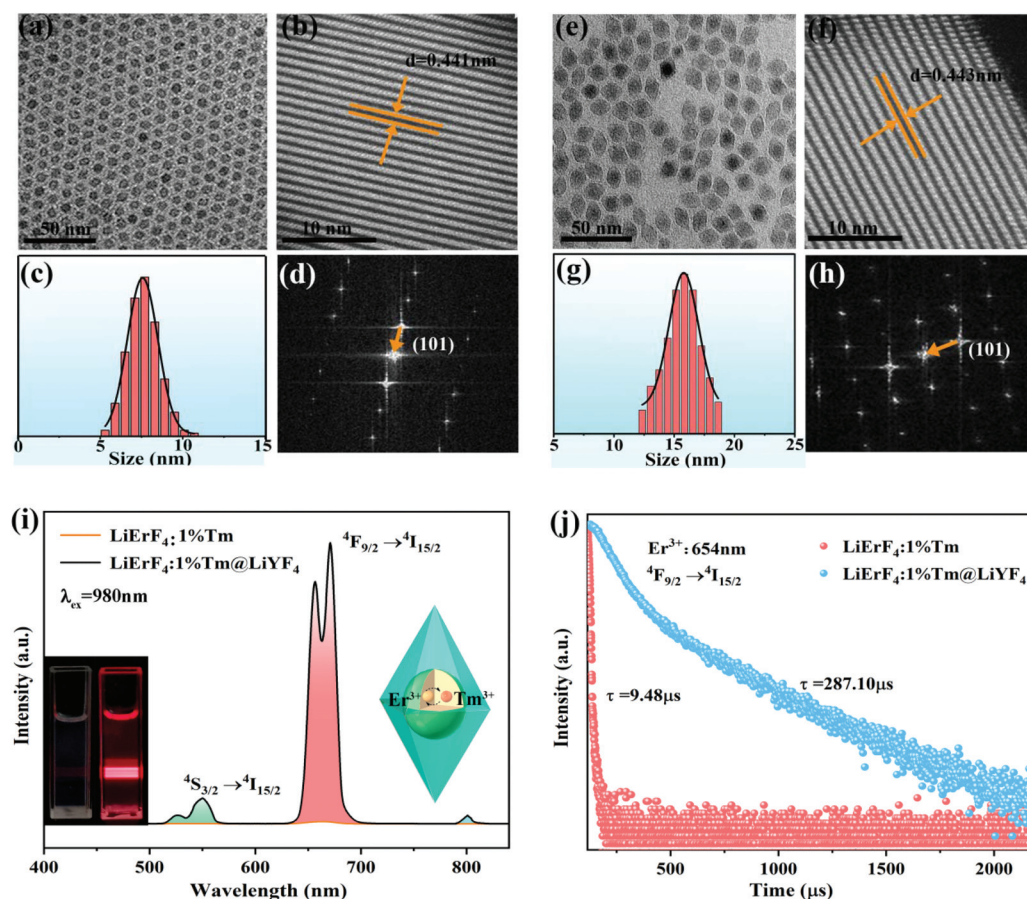 (a)
50 nm
(b)
d=0.441nm
10 nm
(e)
50 nm
(f)
d=0.443nm
10 nm
(c)
0 5 10 15
Size (nm)
(d)
(101)
(g)
5 10 15 20 25
Size (nm)
(h)
(101)
(i)
LiErF₄:1%Tm
LiErF₄:1%Tm@LiYF₄
λₑₓ=980nm
⁴F₉/₂→⁴I₁₅/₂
Er³⁺ Tm³⁺
⁴S₃/₂→⁴I₁₅/₂
Intensity (a.u.)
400 500 600 700 800
Wavelength (nm)
(j)
Er³⁺:654nm
⁴F₉/₂→⁴I₁₅/₂
LiErF₄:1%Tm
LiErF₄:1%Tm@LiYF₄
τ=9.48μs
τ=287.10μs
Intensity (a.u.)
500 1000 1500 2000
Time (μs)